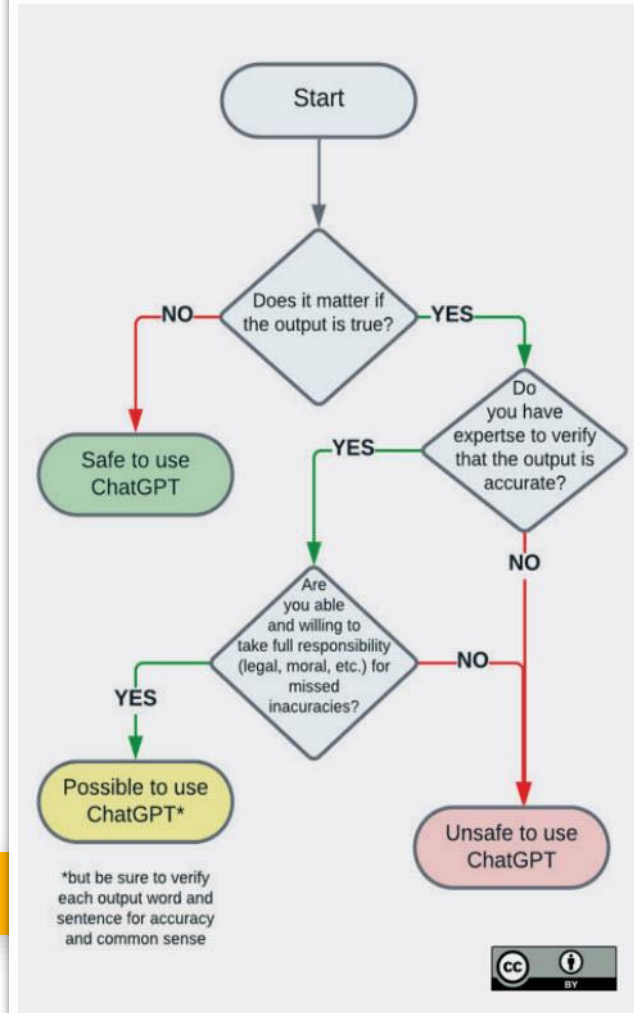 Start
Does it matter if
the output is true?
NO
YES
Safe to use
ChatGPT
Do
you have
expertse to verify
that the output is
accurate?
YES
NO
Are
you able
and willing to
take full responsibility
(legal, moral, etc.) for
missed
inacuracies?
NO
YES
Possible to use
ChatGPT*
Unsafe to use
ChatGPT
*but be sure to verify
each output word and
sentence for accuracy
and common sense
cc
BY